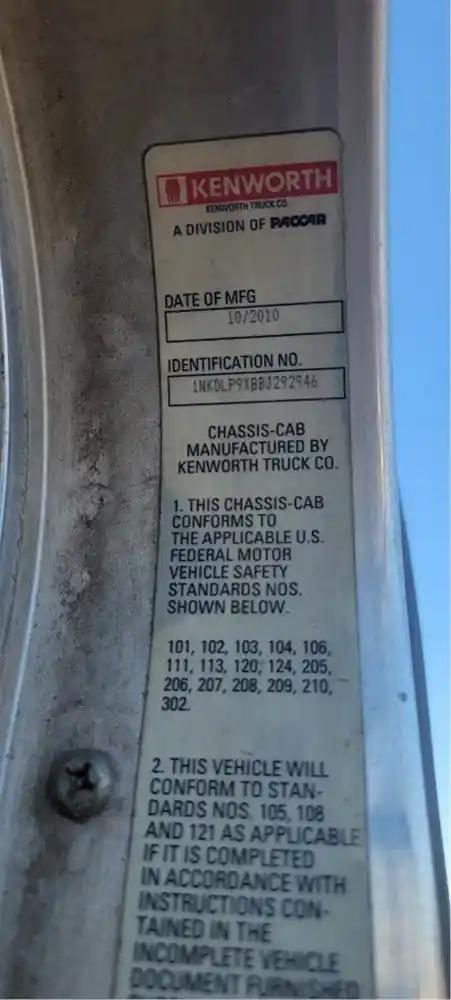 KENWORTH
KENWORTH TRUCK CO.
A DIVISION OF PACCAR
DATE OF MFG
10/2010
IDENTIFICATION NO.
1NKDLP9XBBJ292946
CHASSIS-CAB
MANUFACTURED BY
KENWORTH TRUCK CO.
1. THIS CHASSIS-CAB
CONFORMS TO
THE APPLICABLE U.S.
FEDERAL MOTOR
VEHICLE SAFETY
STANDARDS NOS.
SHOWN BELOW.
101, 102, 103, 104, 106,
111, 113, 120, 124, 205,
206, 207, 208, 209, 210,
302.
2. THIS VEHICLE WILL
CONFORM TO STAN-
DARDS NOS. 105, 108
AND 121 AS APPLICABLE
IF IT IS COMPLETED
IN ACCORDANCE WITH
INSTRUCTIONS CON-
TAINED IN THE
INCOMPLETE VEHICLE
DOCUMENT FURNISHED